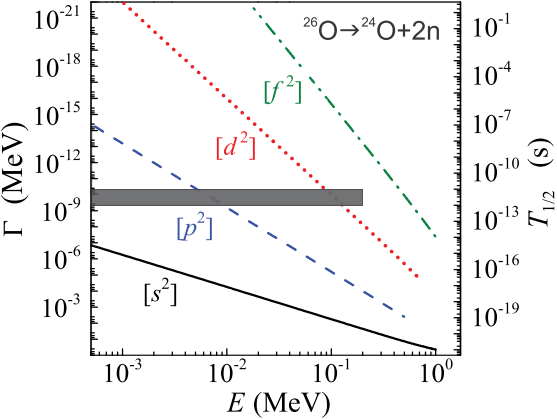 ²⁶O→²⁴O+2n
Γ (MeV)
10⁻²¹
10⁻¹⁸
10⁻¹⁵
10⁻¹²
10⁻⁹
10⁻⁶
10⁻³
[f ²]
[d ²]
[p²]
[s²]
10⁻¹
10⁻⁴
10⁻⁷
10⁻¹⁰
10⁻¹³
10⁻¹⁶
10⁻¹⁹
T₁/₂ (s)
10⁻³ 10⁻² 10⁻¹ 10⁰
E (MeV)